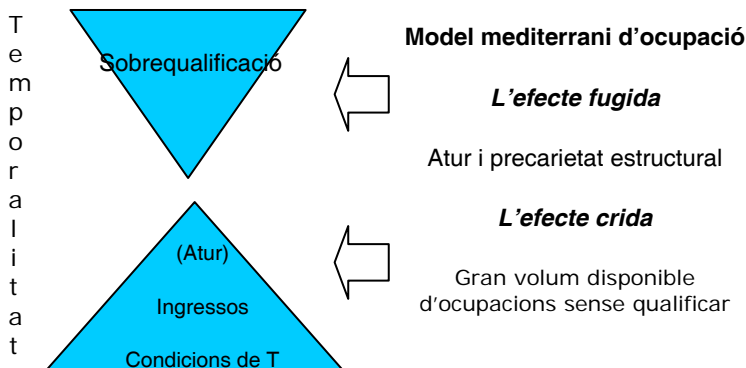 Temporalitat
Sobrequalificació
(Atur)
Ingressos
Condicions de T
Model mediterrani d'ocupació
L'efecte fugida
Atur i precarietat estructural
L'efecte crida
Gran volum disponible
d'ocupacions sense qualificar